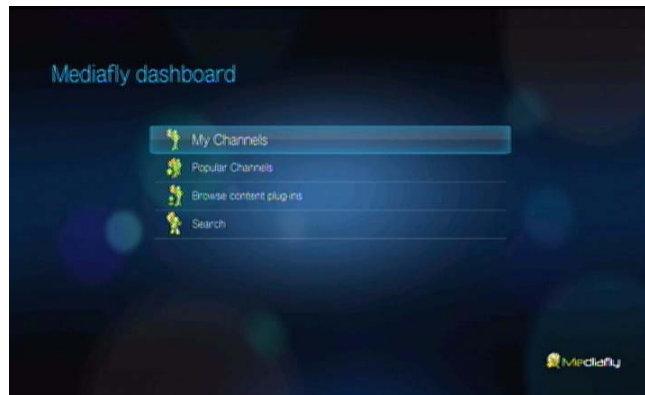 Mediafly dashboard
My Channels
Popular Channels
Browse content plug-ins
Search
Mediafly